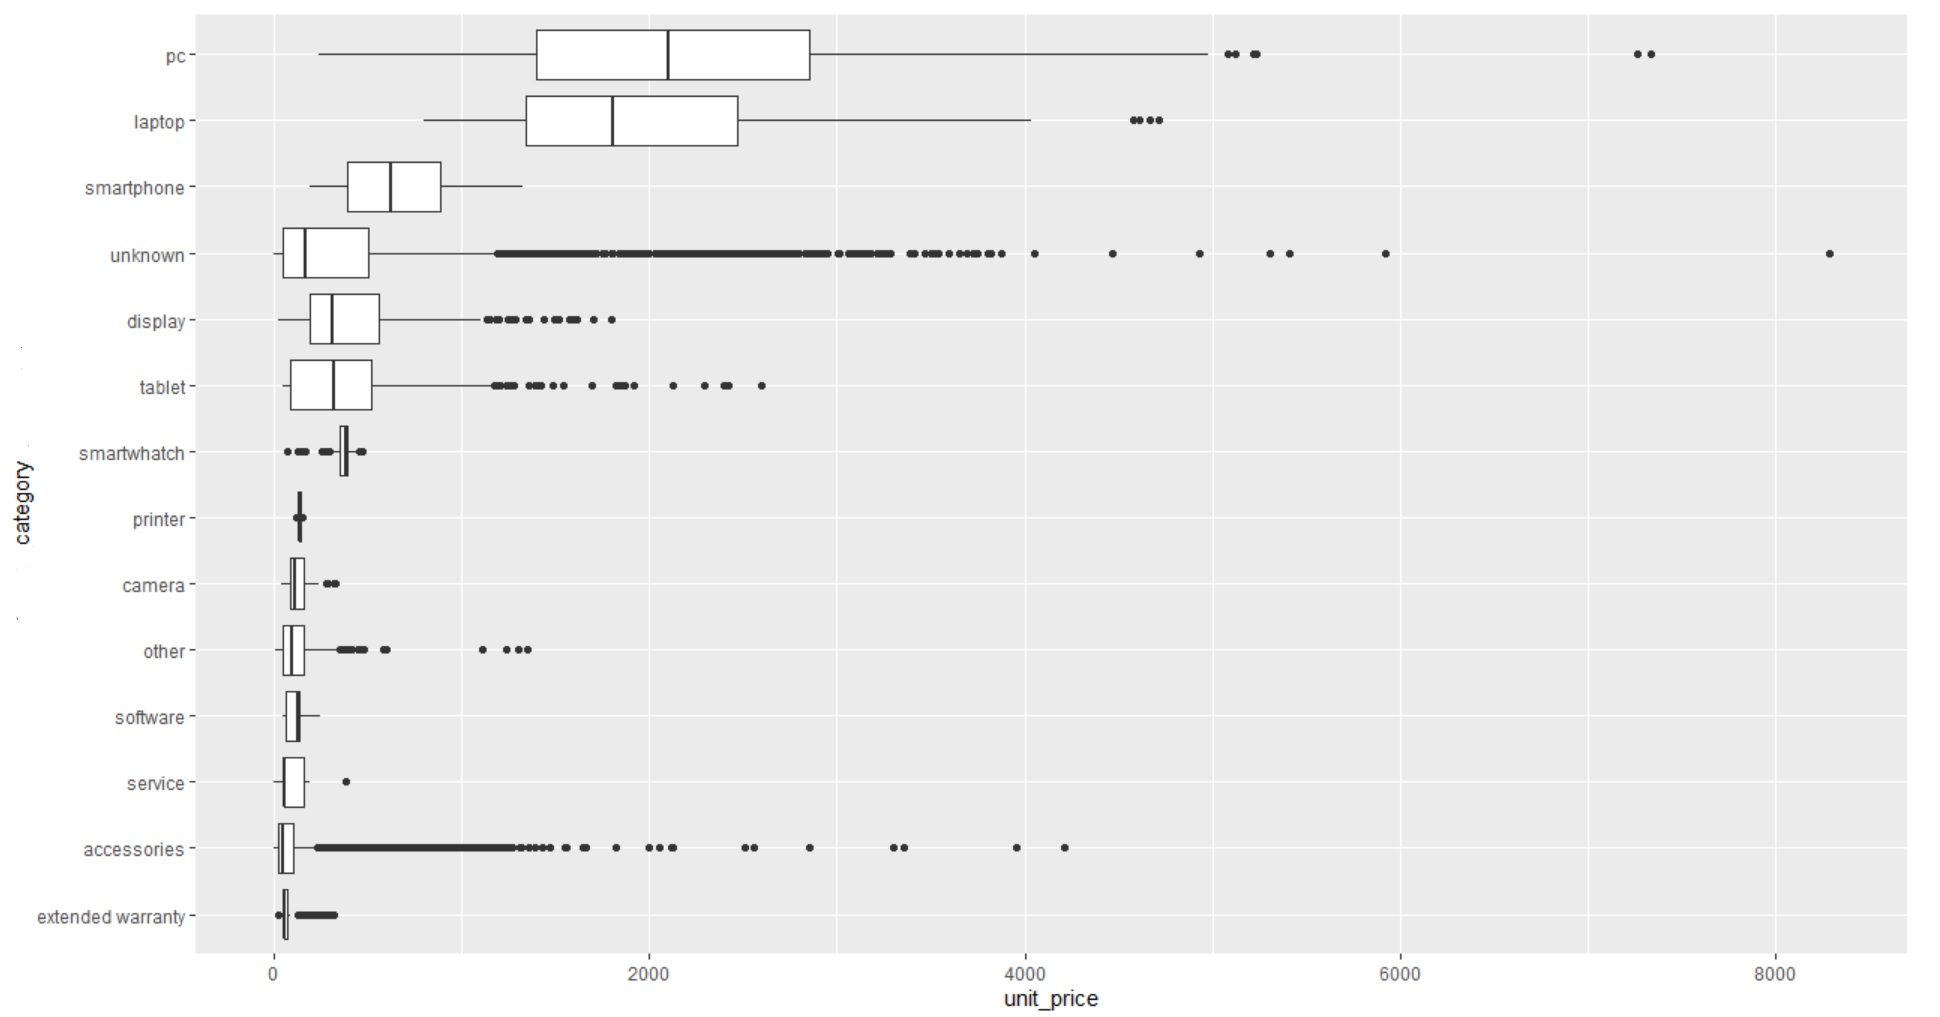 pc
laptop
smartphone
unknown
display
tablet
smartwhatch
printer
camera
other
software
service
accessories
extended warranty
category
0 2000 4000 6000 8000
unit_price